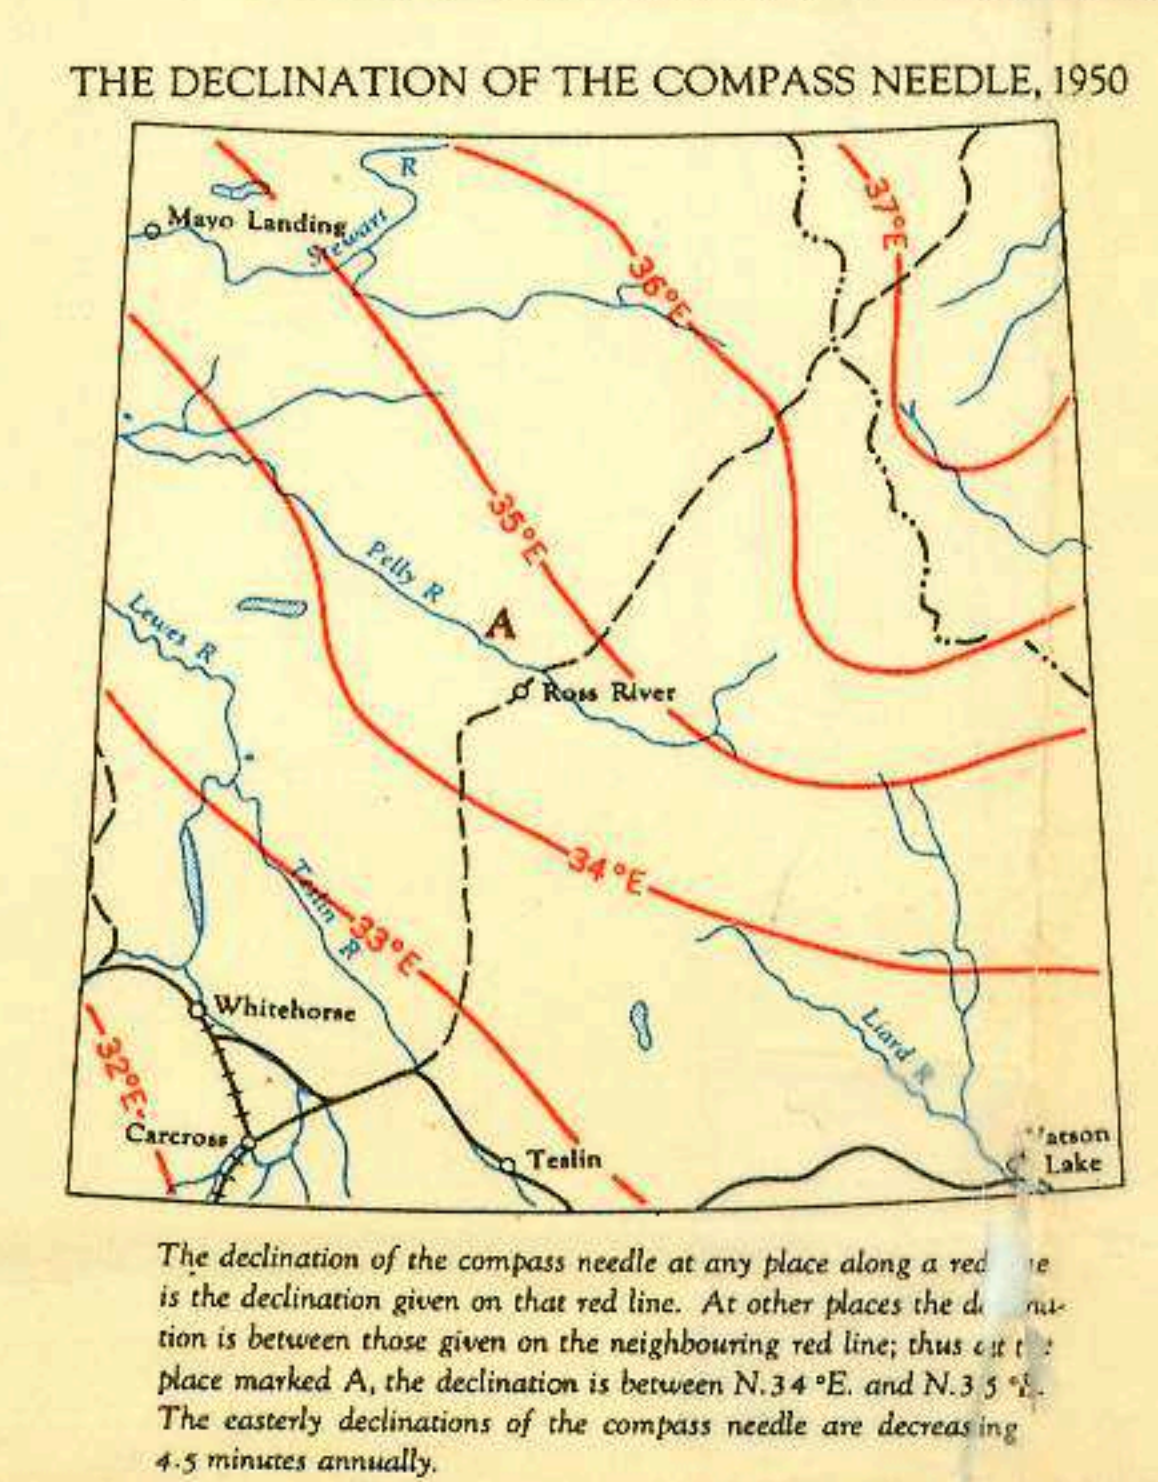 THE DECLINATION OF THE COMPASS NEEDLE, 1950
R
Mayo Landing
Stewart
37°E
36°E
35°E
Pelly R
Lewes R
A
Ross River
34°E
Teslin R
33°E
Whitehorse
Liard R
32°E
Carcross
Teslin
Lake
The declination of the compass needle at any place along a red
is the declination given on that red line. At other places the
tion is between those given on the neighbouring red line; thus
place marked A, the declination is between N.34°E. and N.35°E.
The easterly declinations of the compass needle are decreasing
4.5 minutes annually.